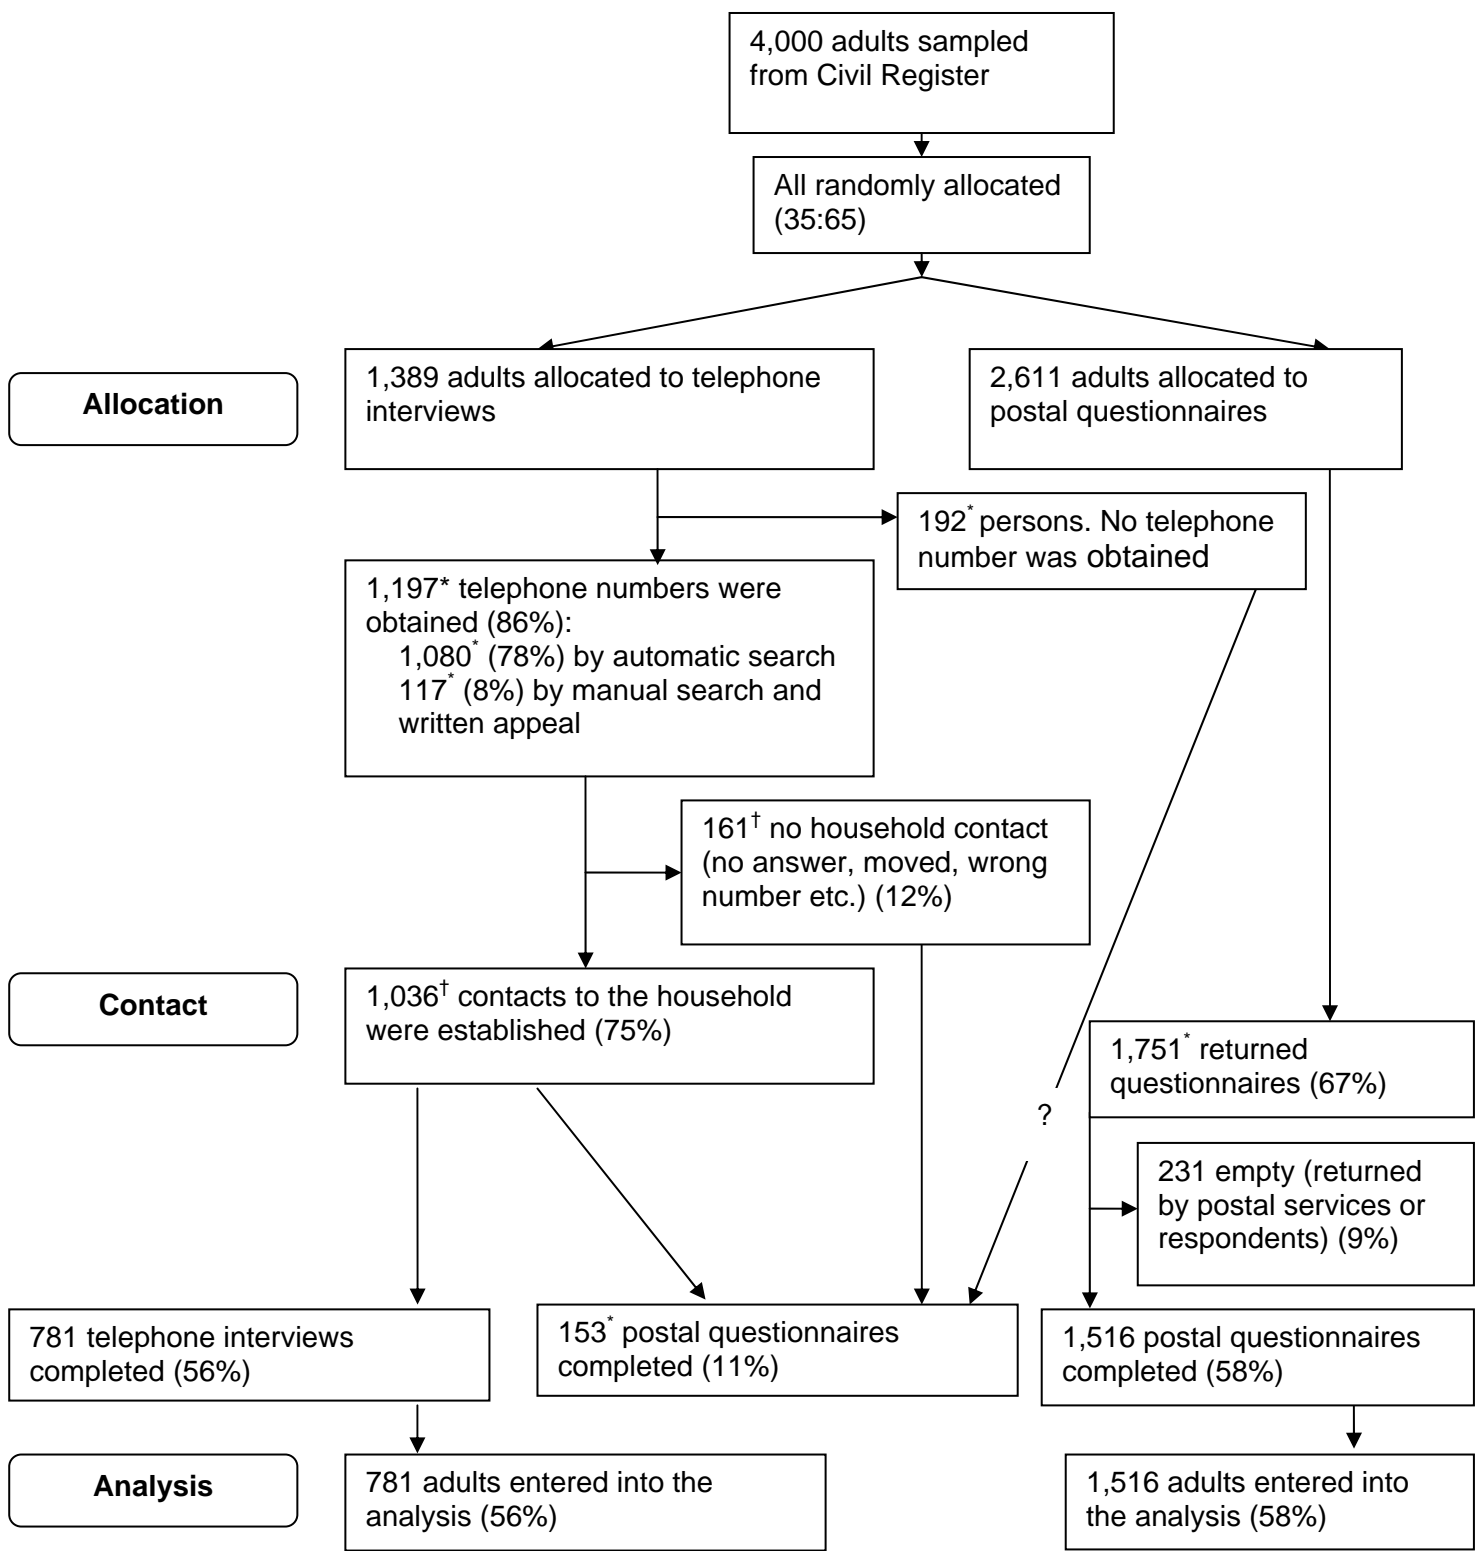 4,000 adults sampled
from Civil Register
All randomly allocated
(35:65)
Allocation
1,389 adults allocated to telephone
interviews
2,611 adults allocated to
postal questionnaires
192* persons. No telephone
number was obtained
1,197* telephone numbers were
obtained (86%):
1,080* (78%) by automatic search
117* (8%) by manual search and
written appeal
161† no household contact
(no answer, moved, wrong
number etc.) (12%)
Contact
1,036† contacts to the household
were established (75%)
1,751* returned
questionnaires (67%)
?
231 empty (returned
by postal services or
respondents) (9%)
781 telephone interviews
completed (56%)
153* postal questionnaires
completed (11%)
1,516 postal questionnaires
completed (58%)
Analysis
781 adults entered into the
analysis (56%)
1,516 adults entered into
the analysis (58%)